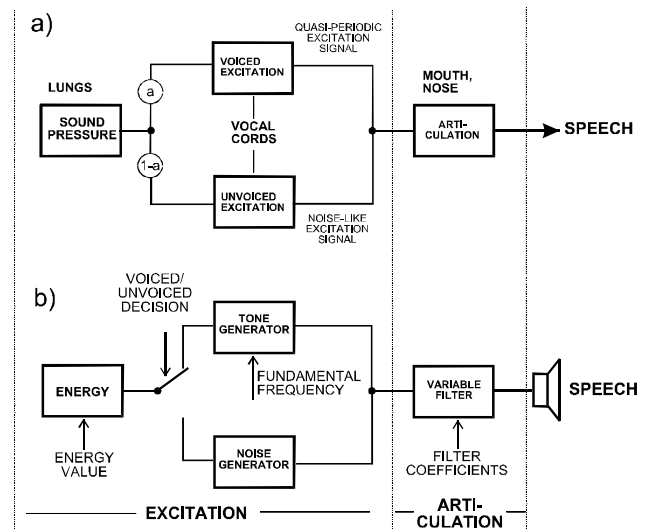 a)
QUASI-PERIODIC
EXCITATION
SIGNAL
LUNGS
SOUND
PRESSURE
a
1-a
VOICED
EXCITATION
VOCAL
CORDS
UNVOICED
EXCITATION
NOISE-LIKE
EXCITATION
SIGNAL
MOUTH,
NOSE
ARTI-
CULATION
SPEECH
b)
VOICED/
UNVOICED
DECISION
ENERGY
ENERGY
VALUE
TONE
GENERATOR
FUNDAMENTAL
FREQUENCY
NOISE
GENERATOR
VARIABLE
FILTER
FILTER
COEFFICIENTS
SPEECH
EXCITATION
ARTI-
CULATION